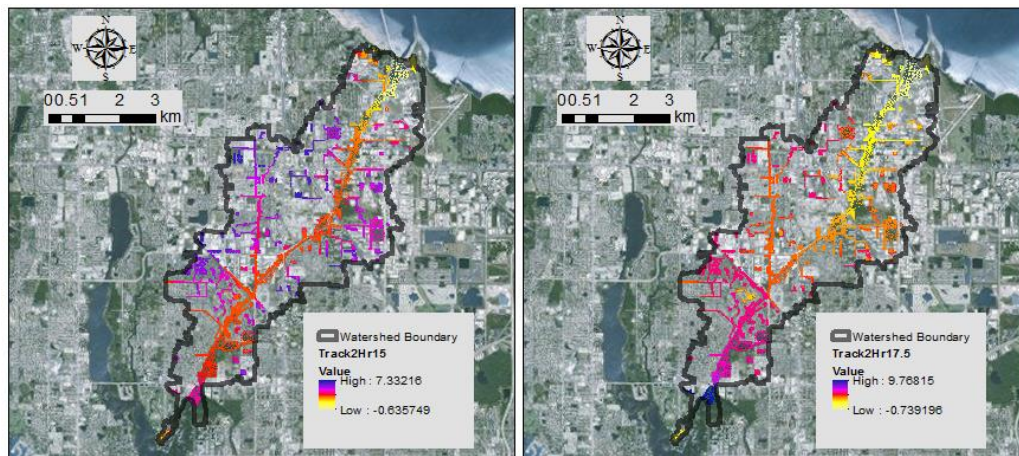 N
W E
S
00.51 2 3
km
Watershed Boundary
Track2Hr15
Value
High : 7.33216
Low : -0.635749
N
W E
S
00.51 2 3
km
Watershed Boundary
Track2Hr17.5
Value
High : 9.76815
Low : -0.739196